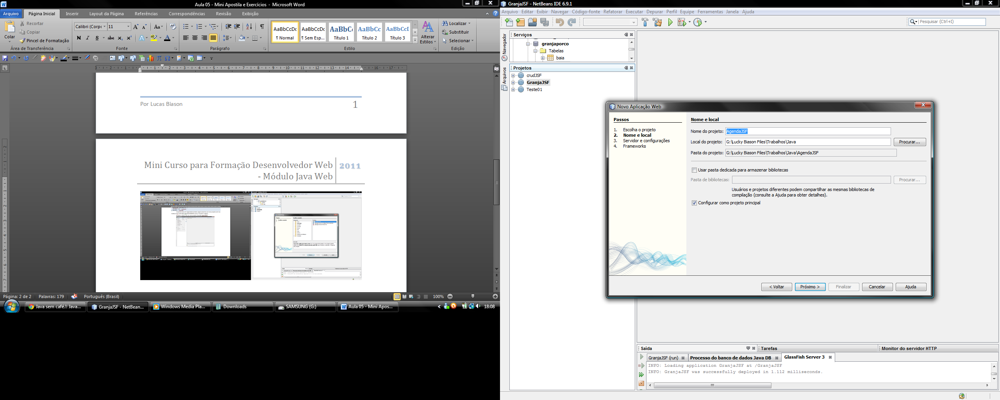 Aula 05 - Mini Apostila e Exercícios - Microsoft Word
Arquivo
Página Inicial
Inserir
Layout da Página
Referências
Correspondências
Revisão
Exibição
Colar
Recortar
Copiar
Pincel de Formatação
Área de Transferência
Calibri (Corpo
11
N I S abc x₂ x²
Fonte
Parágrafo
AaBbCcDc
¶ Normal
AaBbCcDc
¶ Sem Esp...
AaBbC
Título 1
AaBbCc
Título 2
AaBbCcI
Título 3
Alterar
Estilos
Estilo
Localizar
Substituir
Selecionar
Edição
Por Lucas Biason
1
Mini Curso para Formação Desenvolvedor Web
- Módulo Java Web
2011
Página: 2 de 2
Palavras: 179
Português (Brasil)
100%
Java sem café.!: Java...
GranjaJSF - NetBean...
Windows Media Pla...
Downloads
SAMSUNG (G:)
Aula 05 - Mini Apos...
18:08
GranjaJSF - NetBeans IDE 6.9.1
Arquivo Editar Exibir Navegar Código-fonte Refatorar Executar Depurar Perfil Equipe Ferramentas Janela Ajuda
Pesquisar (Ctrl+I)
Navegador
Arquivos
Serviços
granjaporco
Tabelas
baia
Projetos
crudJSF
GranjaJSF
Teste01
Novo Aplicação Web
Passos
1. Escolha o projeto
2. Nome e local
3. Servidor e configurações
4. Frameworks
Nome e local
Nome do projeto: AgendaJSF
Local do projeto: G:\Lucky Biason Files\Trabalhos\Java Procurar...
Pasta do projeto: G:\Lucky Biason Files\Trabalhos\Java\AgendaJSF
Usar pasta dedicada para armazenar bibliotecas
Pasta de bibliotecas: Procurar...
Usuários e projetos diferentes podem compartilhar as mesmas bibliotecas de
compilação (consulte a Ajuda para obter detalhes).
Configurar como projeto principal
< Voltar
Próximo >
Finalizar
Cancelar
Ajuda
Saída
Tarefas
Monitor do servidor HTTP
GranjaJSF (run)
Processo do banco de dados Java DB
GlassFish Server 3
INFO: Loading application GranjaJSF at /GranjaJSF
INFO: GranjaJSF was successfully deployed in 1.112 milliseconds.